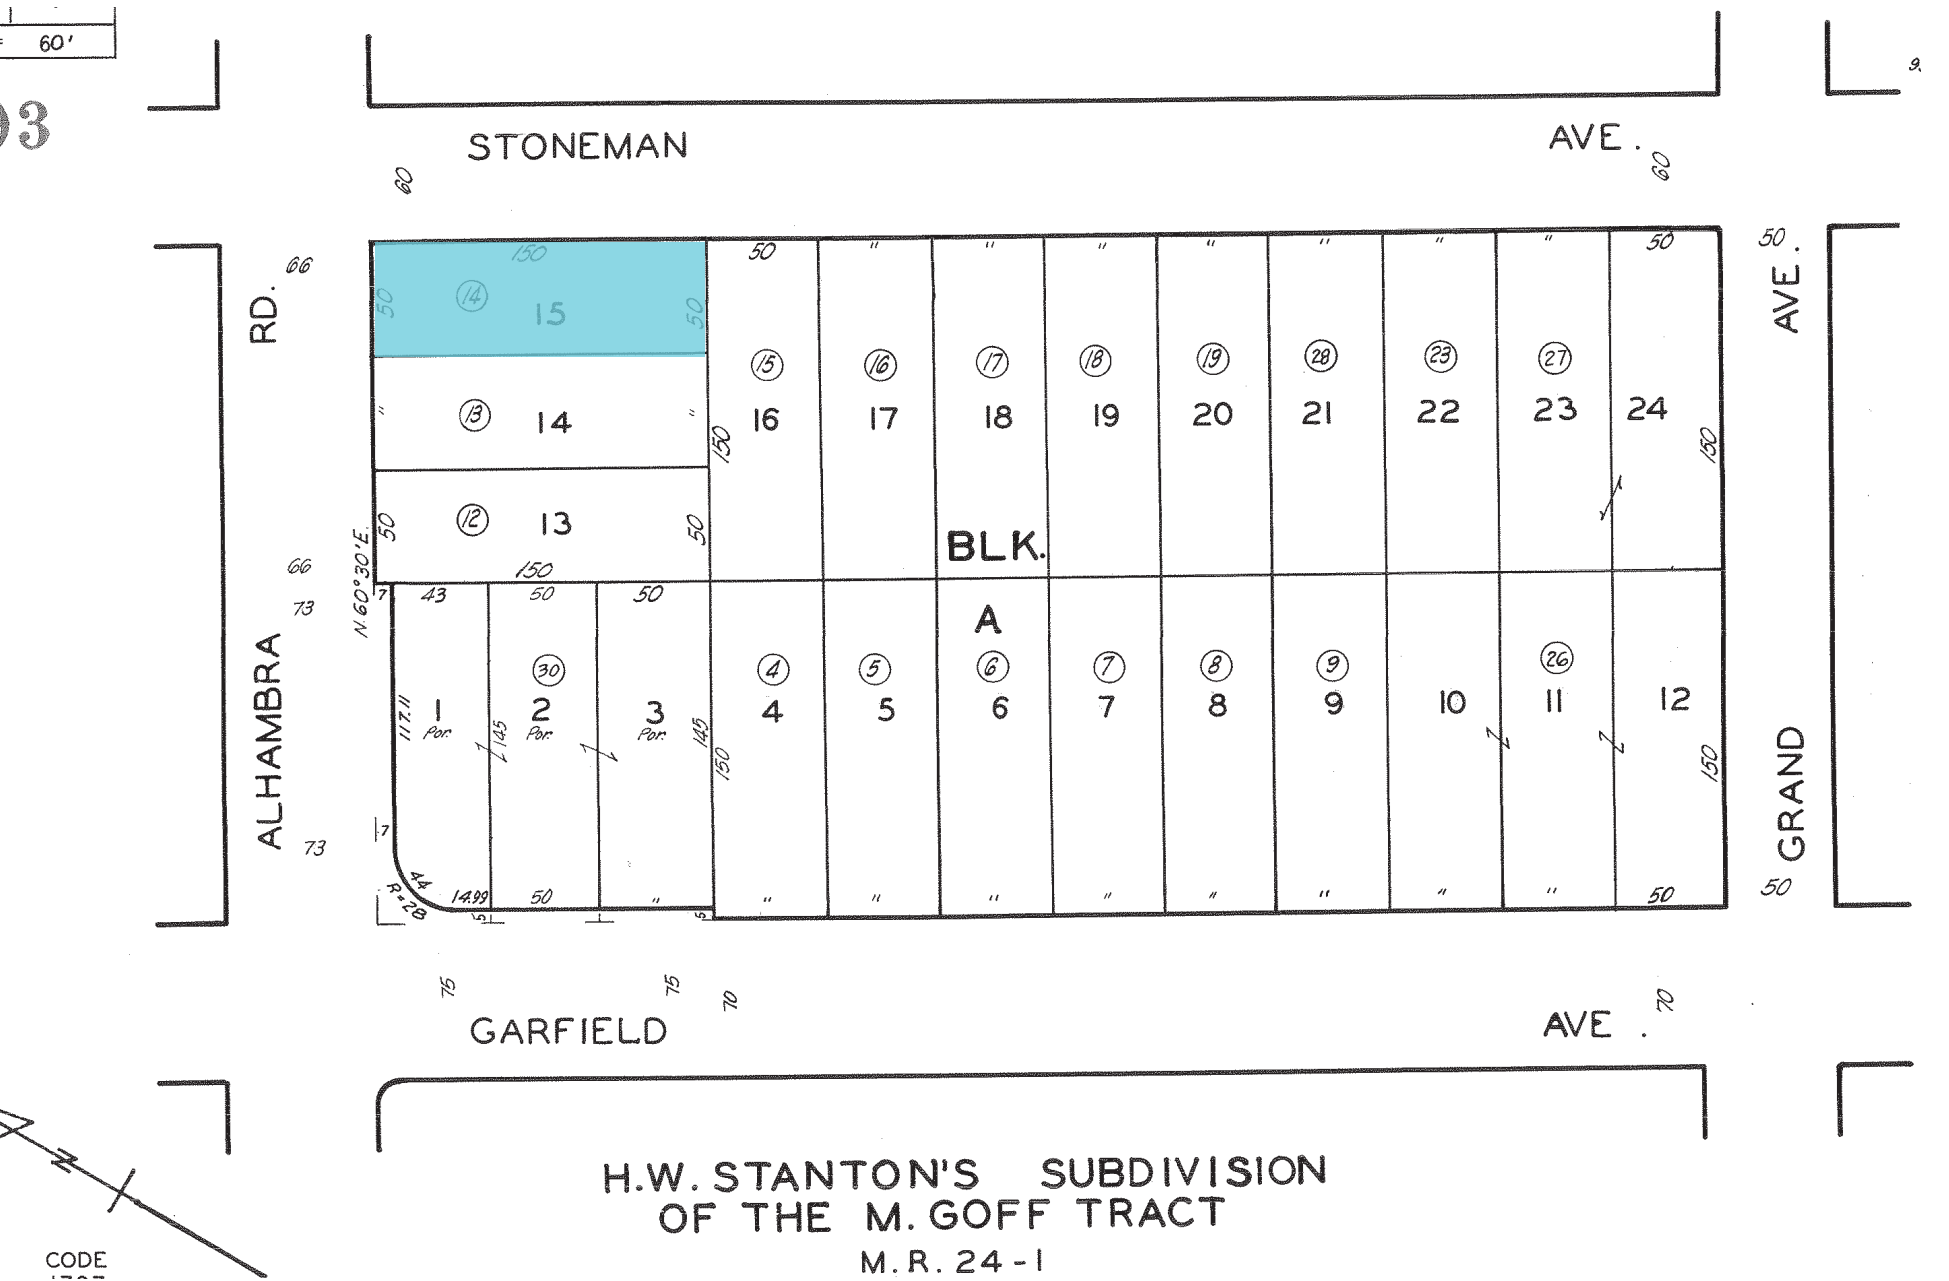 = 60'
03
9.
STONEMAN AVE.
60 60
66 150 50 " " " " " " " 50 50
RD. AVE.
50 14 15 50
15 16 17 18 19 28 23 27
" 13 14 " 16 17 18 19 20 21 22 23 24
150 150
50 12 13 50
BLK.
66 N.60°30'E. 150
73 7 43 50 50
A
30 4 5 6 7 8 9 26
ALHAMBRA 117.11 1 2 3 4 5 6 7 8 9 10 11 12
Por. Por. Por.
145 145 150 150
GRAND
73 7
R=28 44 14.99 50 " " " " " " " " " 50 50
5 5
75 75 70 70
GARFIELD AVE.
N
H.W. STANTON'S SUBDIVISION
OF THE M. GOFF TRACT
M.R. 24-1
CODE